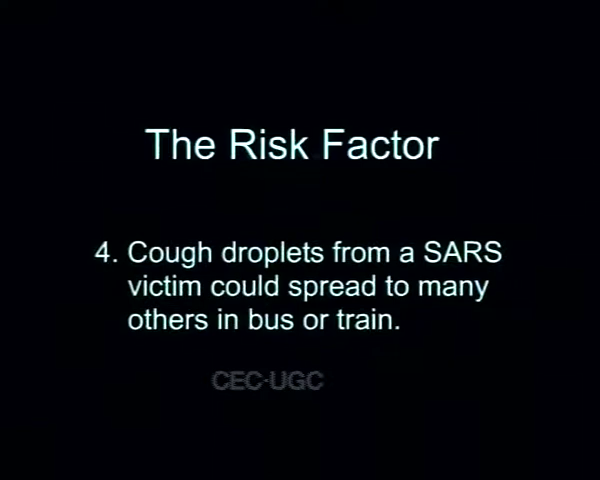 The Risk Factor
4. Cough droplets from a SARS
victim could spread to many
others in bus or train.
CEC-UGC